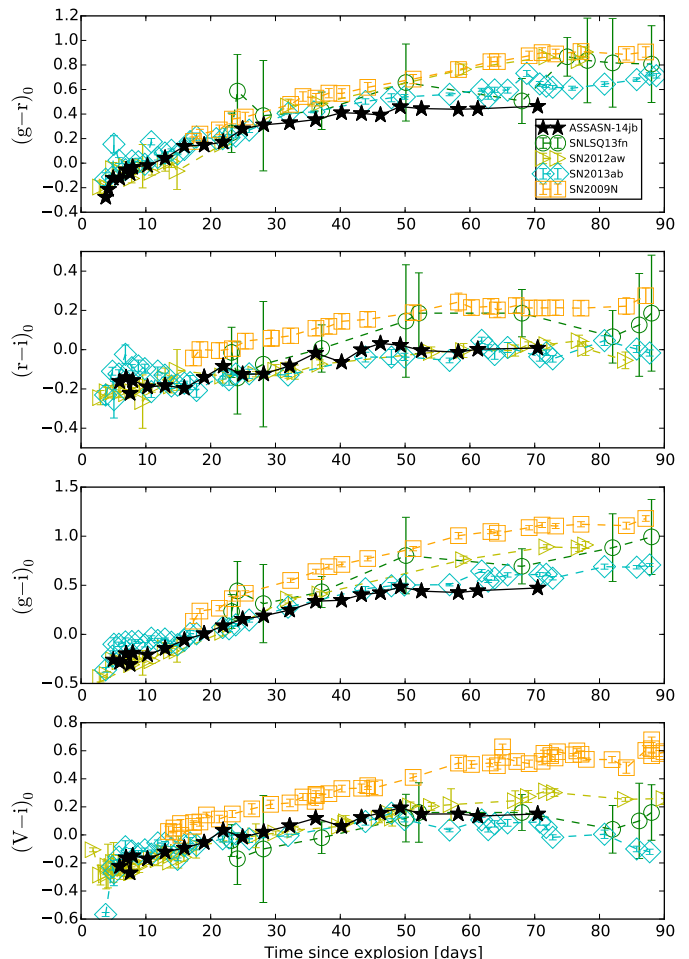 1.2
1.0
0.8
0.6
0.4
0.2
0.0
−0.2
−0.4
(g−r)₀
ASSASN-14jb
SNLSQ13fn
SN2012aw
SN2013ab
SN2009N
0 10 20 30 40 50 60 70 80 90
0.4
0.2
0.0
−0.2
−0.4
(r−i)₀
0 10 20 30 40 50 60 70 80 90
1.5
1.0
0.5
0.0
−0.5
(g−i)₀
0 10 20 30 40 50 60 70 80 90
0.8
0.6
0.4
0.2
0.0
−0.2
−0.4
−0.6
(V−i)₀
0 10 20 30 40 50 60 70 80 90
Time since explosion [days]